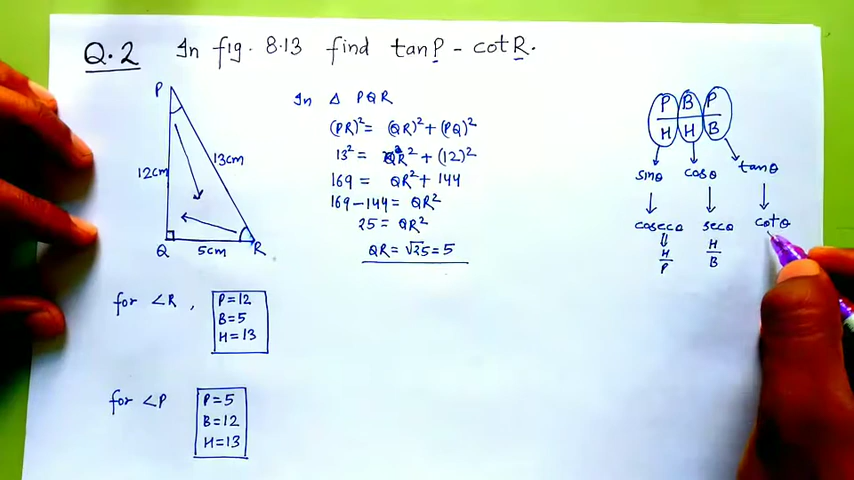 Q.2 In fig. 8.13 find tanP - cotR.
P
12cm
13cm
Q
5cm
R
In △ PQR
(PR)² = (QR)² + (PQ)²
13² = QR² + (12)²
169 = QR² + 144
169 - 144 = QR²
25 = QR²
QR = √25 = 5
for ∠R, P = 12
B = 5
H = 13
for ∠P P = 5
B = 12
H = 13
P B P
H H B
sinθ cosθ tanθ
cosecθ secθ cotθ
H H
P B